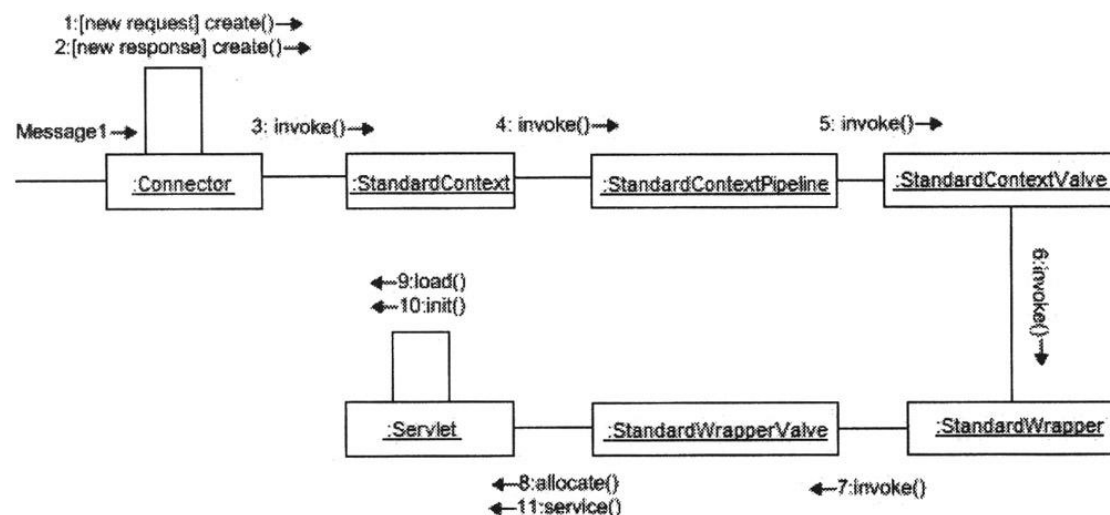 1:[new request] create()
2:[new response] create()
Message1
3: invoke()
4: invoke()
5: invoke()
:Connector
:StandardContext
:StandardContextPipeline
:StandardContextValve
6:invoke()
9:load()
10:init()
:Servlet
:StandardWrapperValve
:StandardWrapper
8:allocate()
7:invoke()
11:service()